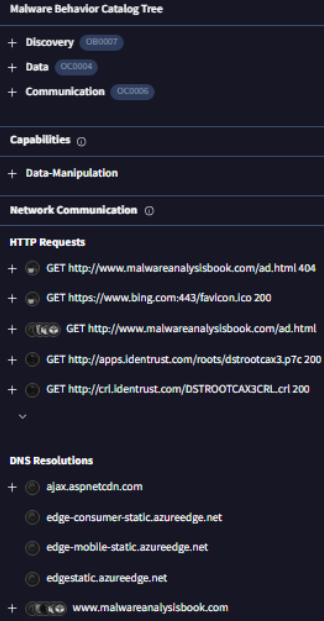 Malware Behavior Catalog Tree
+ Discovery OB0007
+ Data OC0004
+ Communication OC0006
Capabilities
+ Data-Manipulation
Network Communication
HTTP Requests
+ GET http://www.malwareanalysisbook.com/ad.html 404
+ GET https://www.bing.com:443/favicon.ico 200
+ GET http://www.malwareanalysisbook.com/ad.html
+ GET http://apps.identrust.com/roots/dstrootcax3.p7c 200
+ GET http://crl.identrust.com/DSTROOTCAX3CRL.crl 200
DNS Resolutions
+ ajax.aspnetcdn.com
edge-consumer-static.azureedge.net
edge-mobile-static.azureedge.net
edgestatic.azureedge.net
+ www.malwareanalysisbook.com